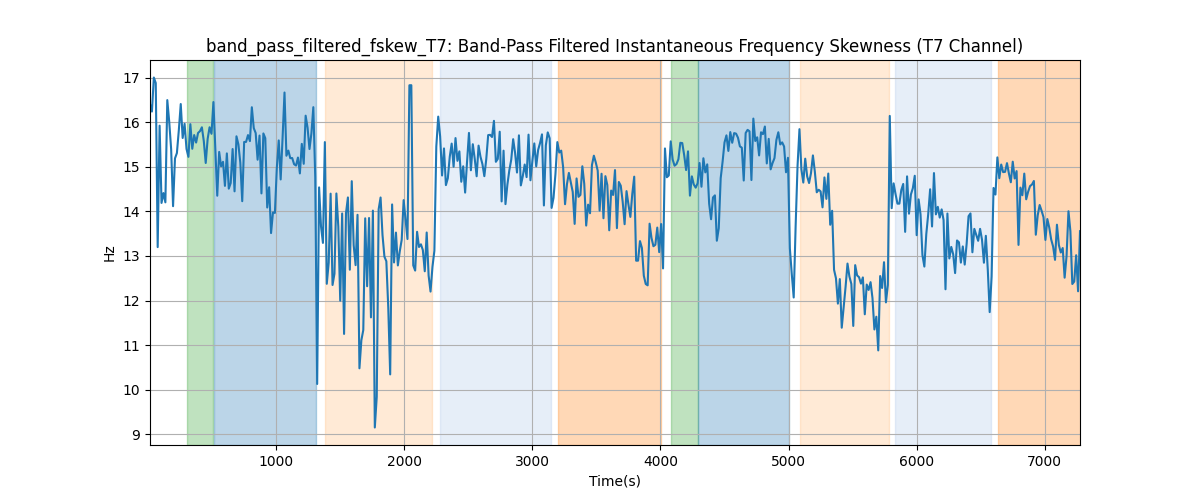 band_pass_filtered_fskew_T7: Band-Pass Filtered Instantaneous Frequency Skewness (T7 Channel)
17
16
15
14
13
12
11
10
9
Hz
1000 2000 3000 4000 5000 6000 7000
Time(s)